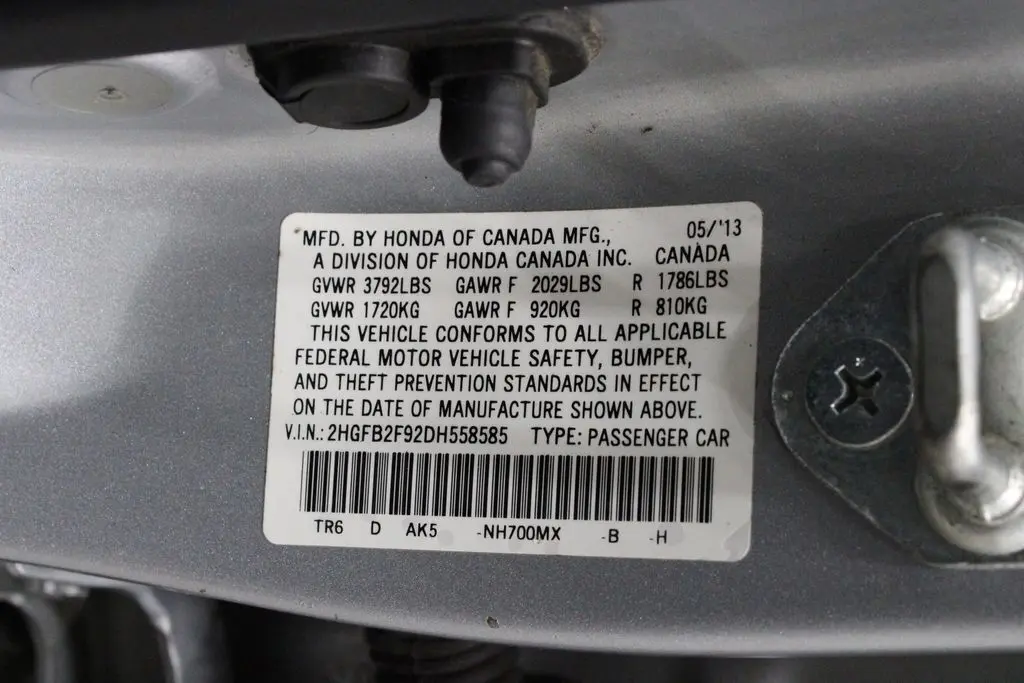 MFD. BY HONDA OF CANADA MFG., 05/'13
A DIVISION OF HONDA CANADA INC. CANADA
GVWR 3792LBS GAWR F 2029LBS R 1786LBS
GVWR 1720KG GAWR F 920KG R 810KG
THIS VEHICLE CONFORMS TO ALL APPLICABLE
FEDERAL MOTOR VEHICLE SAFETY, BUMPER,
AND THEFT PREVENTION STANDARDS IN EFFECT
ON THE DATE OF MANUFACTURE SHOWN ABOVE.
V.I.N.: 2HGFB2F92DH558585 TYPE: PASSENGER CAR
TR6 D AK5 -NH700MX -B -H